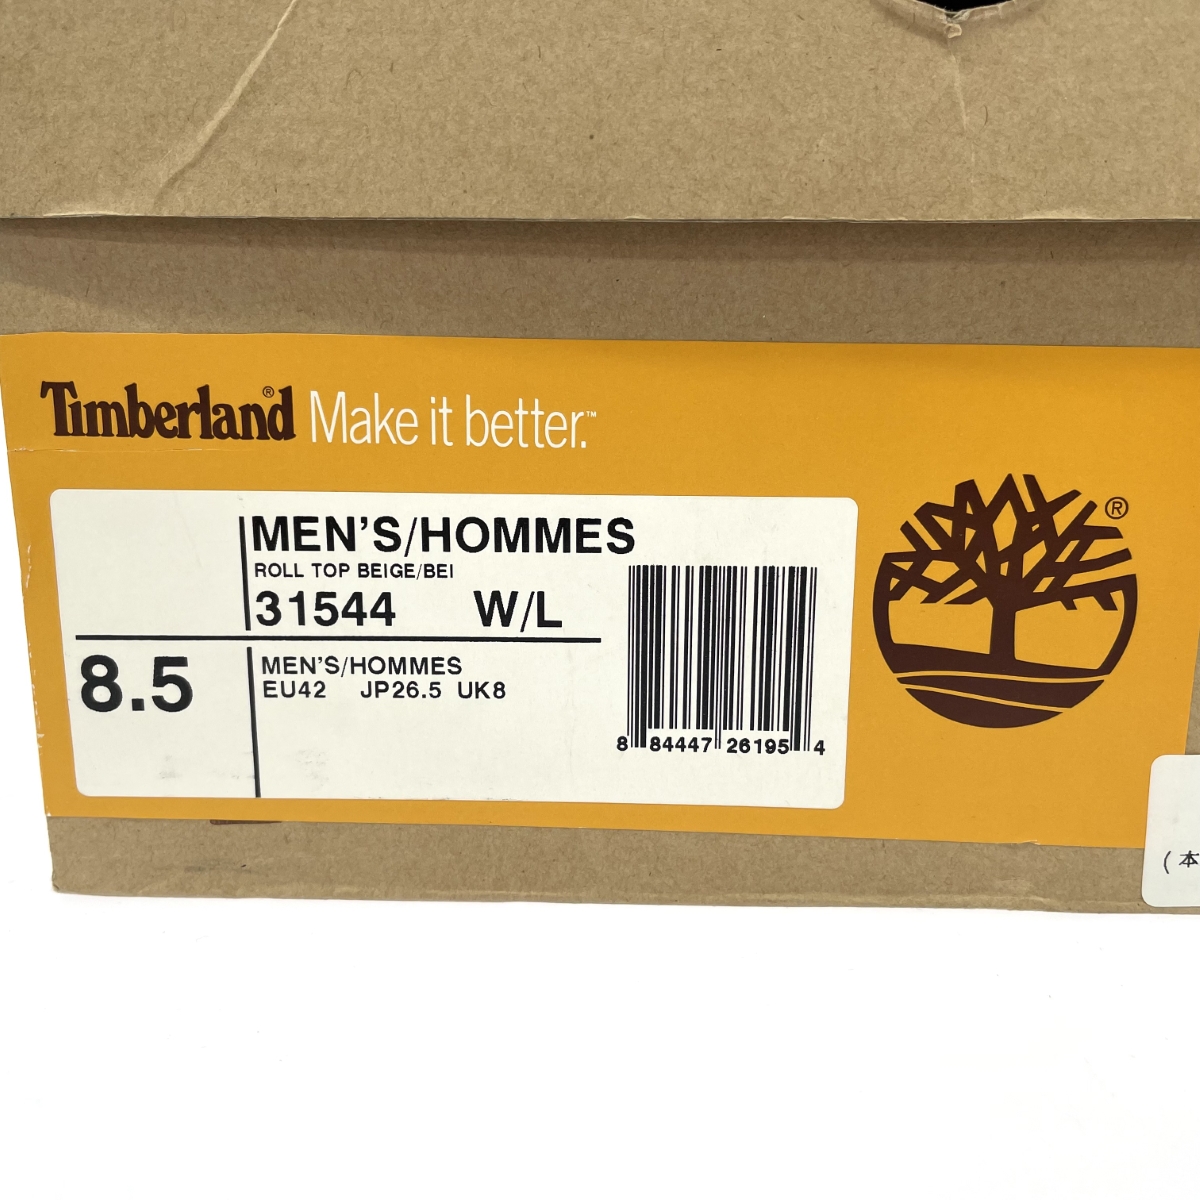 Timberland® Make it better.™
®
MEN'S/HOMMES
ROLL TOP BEIGE/BEI
31544 W/L
8.5
MEN'S/HOMMES
EU42 JP26.5 UK8
8 84447 26195 4
(本